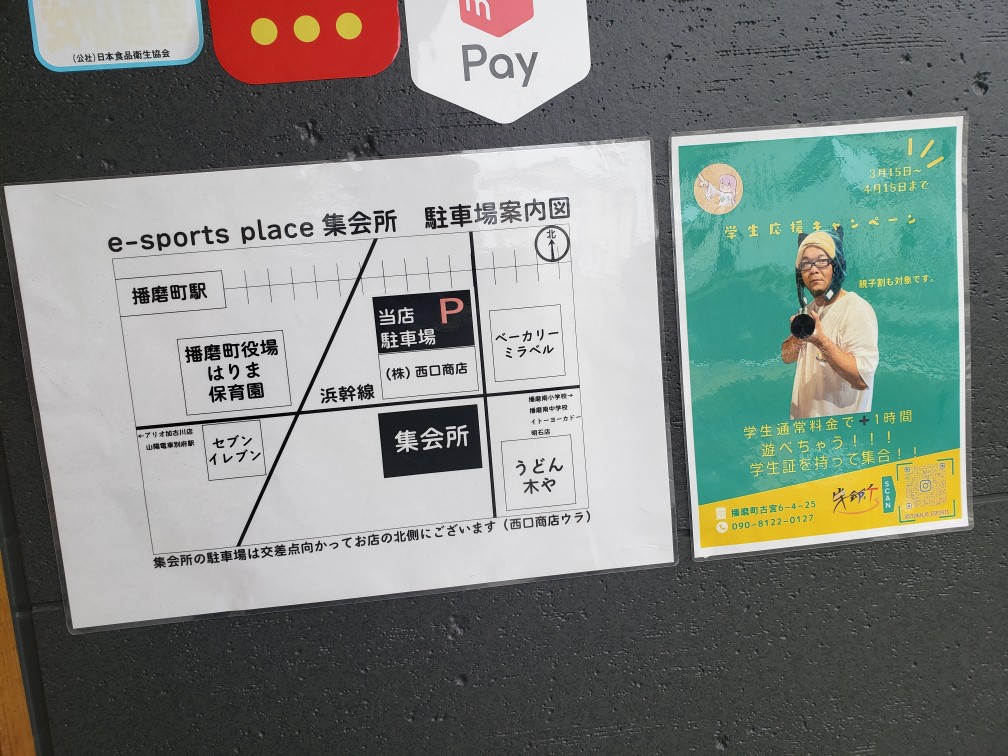 (公社)日本食品衛生協会
Pay
e-sports place 集会所 駐車場案内図
北
播磨町駅
当店
駐車場
P
ベーカリー
ミラベル
播磨町役場
はりま
保育園
(株)西口商店
浜幹線
播磨南小学校→
播磨南中学校
イトーヨーカドー
明石店
←アリオ加古川店
山陽電車別府駅
セブン
イレブン
集会所
うどん
木や
集会所の駐車場は交差点向かってお店の北側にございます(西口商店ウラ)
3月15日~
4月16日まで
学生応援キャンペーン
親子割も対象です。
学生通常料金で+1時間
遊べちゃう!!!
学生証を持って集合!!
播磨町古宮6-4-25
090-8122-0127
SCAN